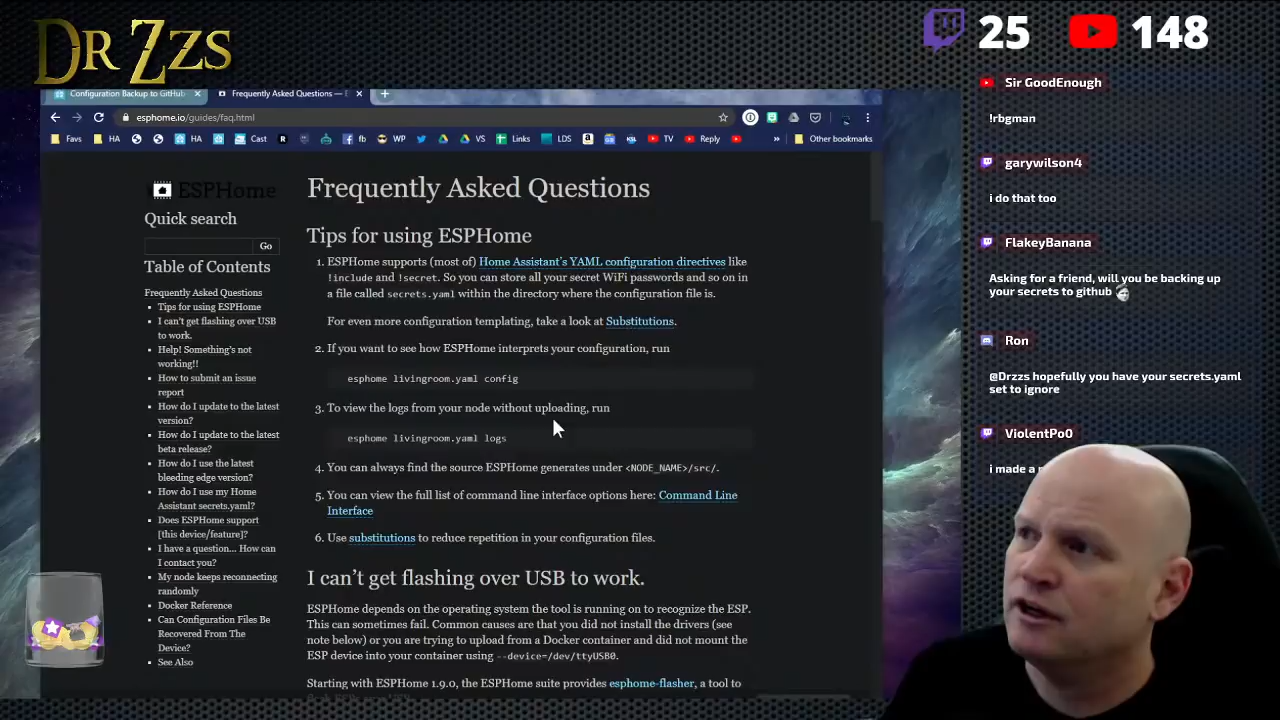 DR ZZS
25
148
Configuration Backup to GitHub
Frequently Asked Questions — E
esphome.io/guides/faq.html
Favs
HA
HA
Cast
fb
WP
VS
Links
LDS
TV
Reply
Other bookmarks
ESPHome
Quick search
Go
Table of Contents
Frequently Asked Questions
Tips for using ESPHome
I can't get flashing over USB
to work.
Help! Something's not
working!!
How to submit an issue
report
How do I update to the latest
version?
How do I update to the latest
beta release?
How do I use the latest
bleeding edge version?
How do I use my Home
Assistant secrets.yaml?
Does ESPHome support
[this device/feature]?
I have a question... How can
I contact you?
My node keeps reconnecting
randomly
Docker Reference
Can Configuration Files Be
Recovered From The
Device?
See Also
Frequently Asked Questions
Tips for using ESPHome
1. ESPHome supports (most of) Home Assistant's YAML configuration directives like
!include and !secret. So you can store all your secret WiFi passwords and so on in
a file called secrets.yaml within the directory where the configuration file is.
For even more configuration templating, take a look at Substitutions.
2. If you want to see how ESPHome interprets your configuration, run
esphome livingroom.yaml config
3. To view the logs from your node without uploading, run
esphome livingroom.yaml logs
4. You can always find the source ESPHome generates under <NODE_NAME>/src/.
5. You can view the full list of command line interface options here: Command Line
Interface
6. Use substitutions to reduce repetition in your configuration files.
I can't get flashing over USB to work.
ESPHome depends on the operating system the tool is running on to recognize the ESP.
This can sometimes fail. Common causes are that you did not install the drivers (see
note below) or you are trying to upload from a Docker container and did not mount the
ESP device into your container using --device=/dev/ttyUSB0.
Starting with ESPHome 1.9.0, the ESPHome suite provides esphome-flasher, a tool to
Sir GoodEnough
!rbgman
garywilson4
i do that too
FlakeyBanana
Asking for a friend, will you be backing up
your secrets to github
Ron
@Drzzs hopefully you have your secrets.yaml
set to ignore
ViolentPo0
i made a